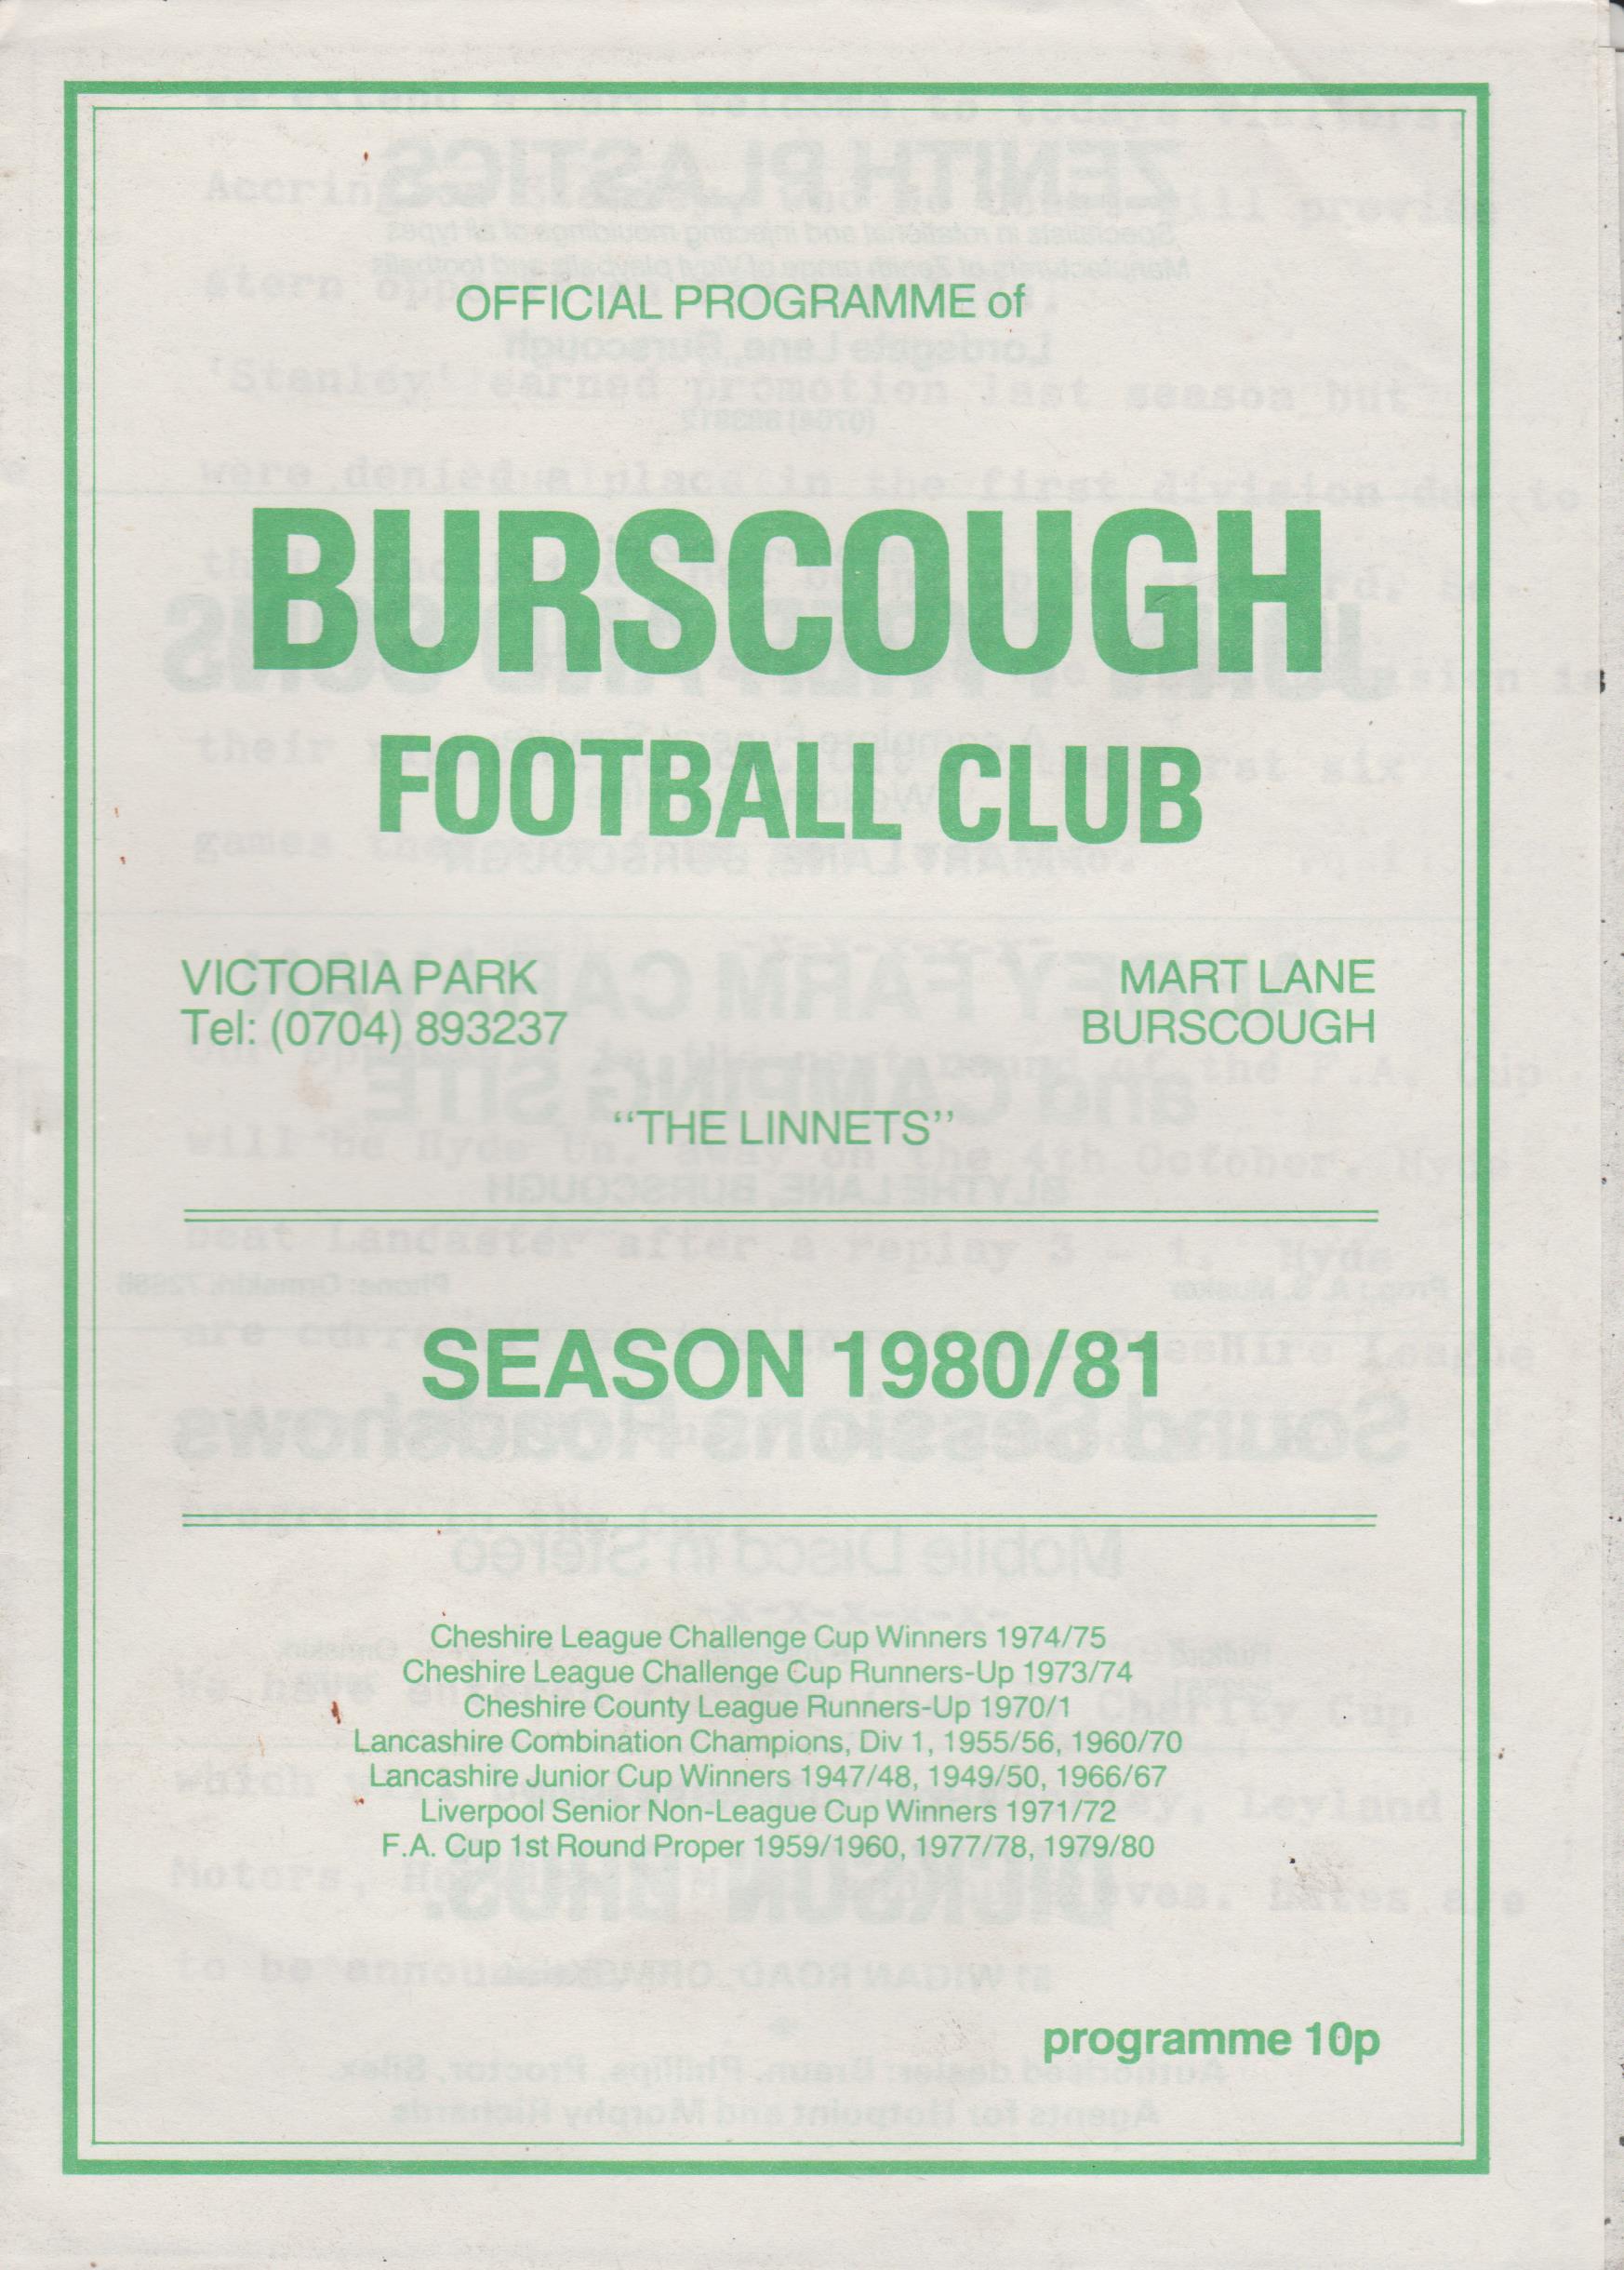 OFFICIAL PROGRAMME of
BURSCOUGH
FOOTBALL CLUB
VICTORIA PARK
Tel: (0704) 893237
MART LANE
BURSCOUGH
"THE LINNETS"
SEASON 1980/81
Cheshire League Challenge Cup Winners 1974/75
Cheshire League Challenge Cup Runners-Up 1973/74
Cheshire County League Runners-Up 1970/1
Lancashire Combination Champions, Div 1, 1955/56, 1960/70
Lancashire Junior Cup Winners 1947/48, 1949/50, 1966/67
Liverpool Senior Non-League Cup Winners 1971/72
F.A. Cup 1st Round Proper 1959/1960, 1977/78, 1979/80
programme 10p